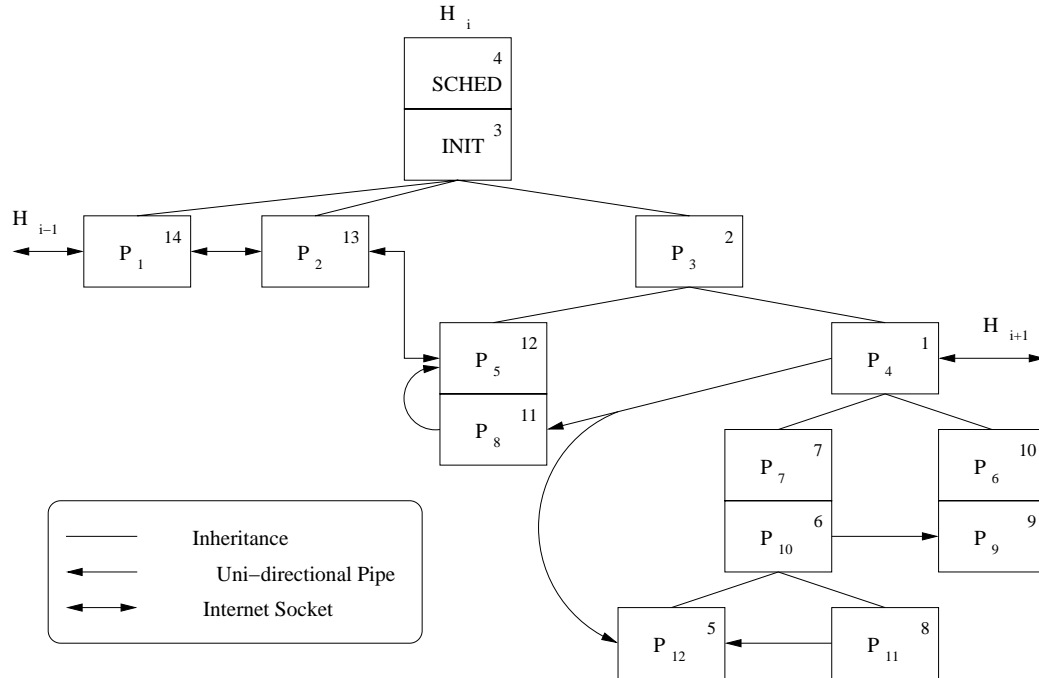 H i
4
SCHED
3
INIT
H i−1
14
P 1
13
P 2
2
P 3
12
P 5
1
P 4
H i+1
11
P 8
7
P 7
10
P 6
6
P 10
9
P 9
5
P 12
8
P 11
Inheritance
Uni−directional Pipe
Internet Socket